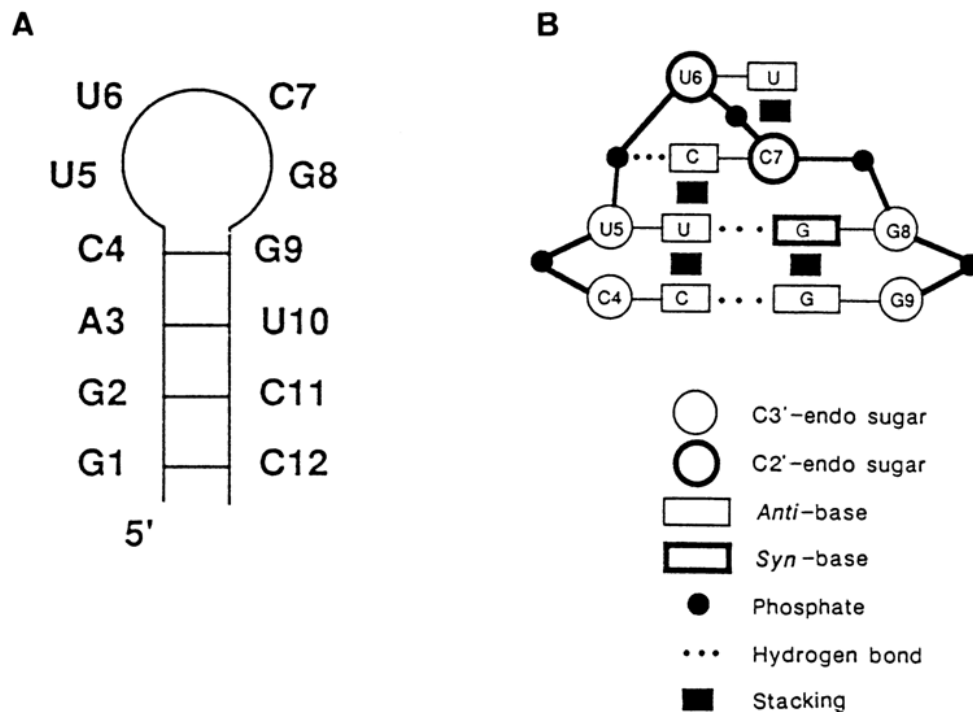 A
U6 C7
U5 G8
C4 G9
A3 U10
G2 C11
G1 C12
5'
B
U6 U
C C7
U5 U G G8
C4 C G G9
C3'-endo sugar
C2'-endo sugar
Anti-base
Syn-base
Phosphate
Hydrogen bond
Stacking